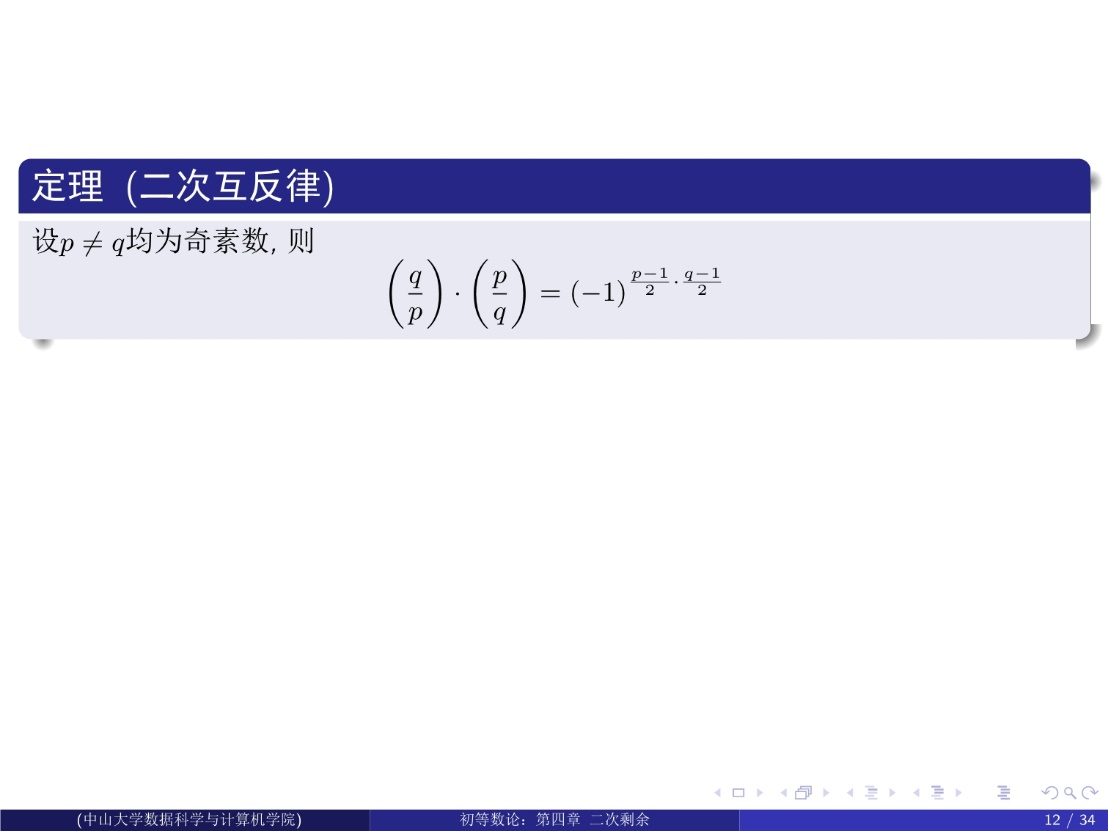 定理 (二次互反律)
设p ≠ q均为奇素数, 则
(q/p) · (p/q) = (−1)^{(p−1)/2 · (q−1)/2}
(中山大学数据科学与计算机学院) 初等数论: 第四章 二次剩余 12 / 34